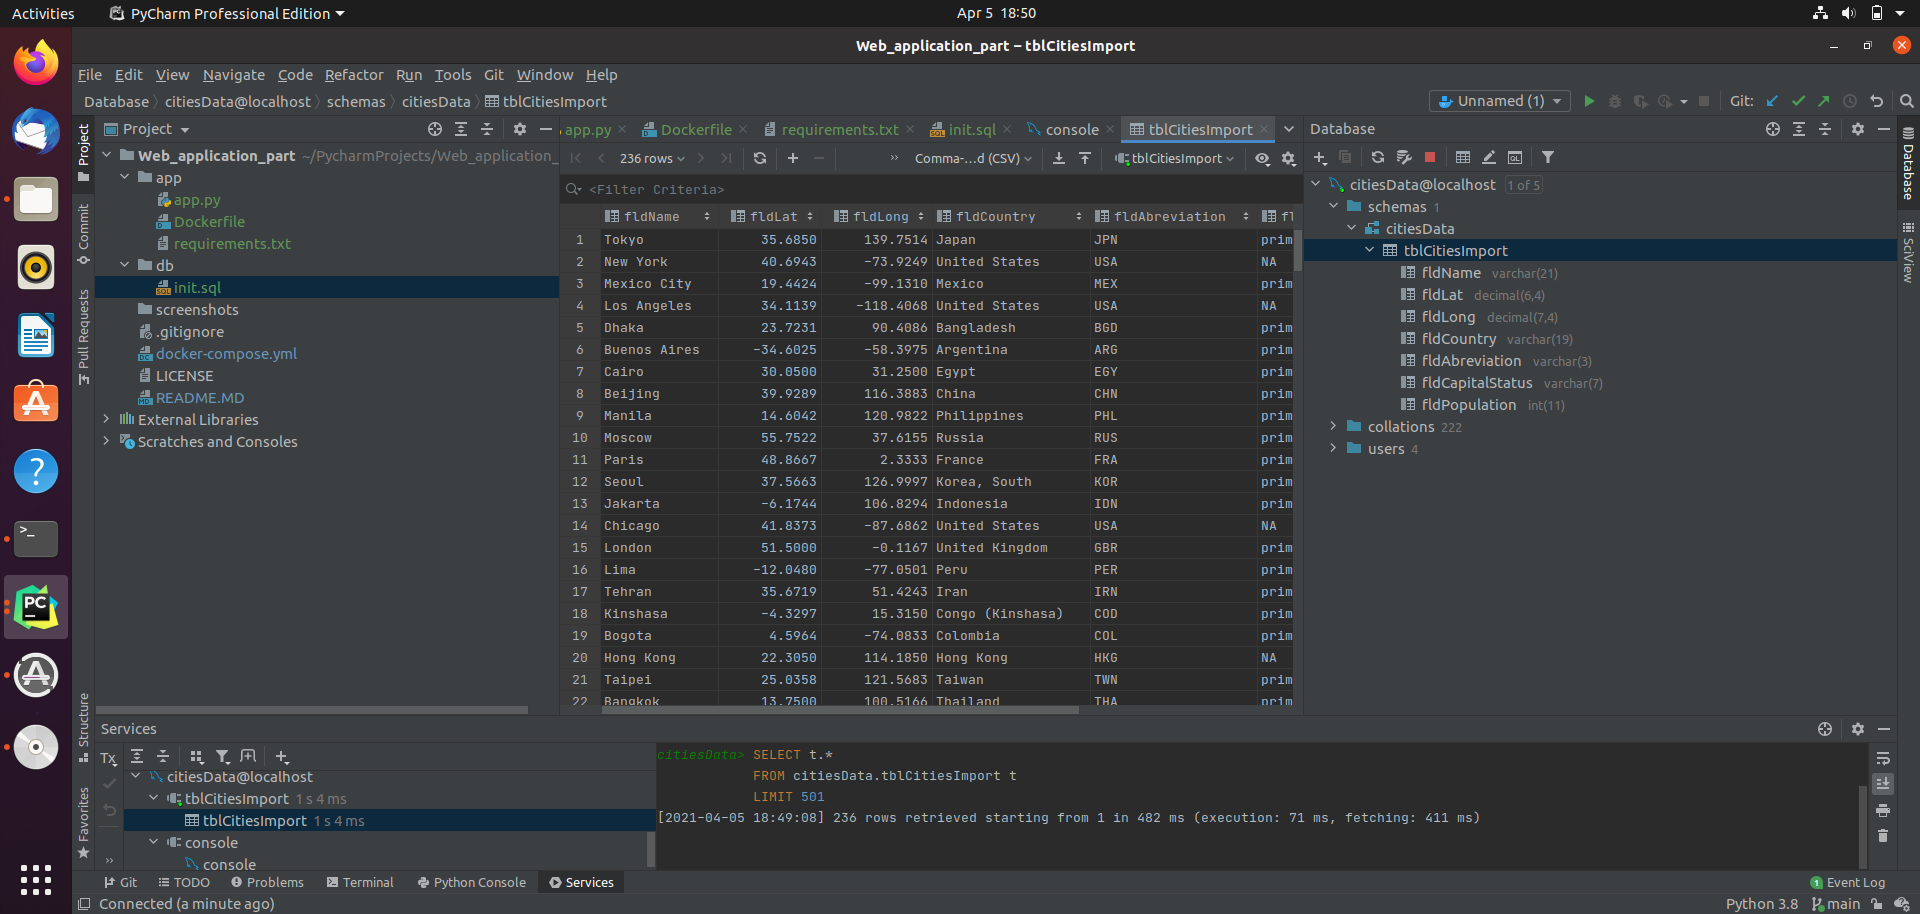 Activities PyCharm Professional Edition Apr 5 18:50
Web_application_part – tblCitiesImport
File Edit View Navigate Code Refactor Run Tools Git Window Help
Database citiesData@localhost schemas citiesData tblCitiesImport Unnamed (1) Git:
Project
Commit
Pull Requests
Structure
Favorites
Project
Web_application_part ~/PycharmProjects/Web_application_
app
app.py
Dockerfile
requirements.txt
db
init.sql
screenshots
.gitignore
docker-compose.yml
LICENSE
README.MD
External Libraries
Scratches and Consoles
app.py Dockerfile requirements.txt init.sql console tblCitiesImport
236 rows Comma-...d (CSV) tblCitiesImport
<Filter Criteria>
fldName fldLat fldLong fldCountry fldAbreviation fl
1 Tokyo 35.6850 139.7514 Japan JPN prim
2 New York 40.6943 -73.9249 United States USA NA
3 Mexico City 19.4424 -99.1310 Mexico MEX prim
4 Los Angeles 34.1139 -118.4068 United States USA NA
5 Dhaka 23.7231 90.4086 Bangladesh BGD prim
6 Buenos Aires -34.6025 -58.3975 Argentina ARG prim
7 Cairo 30.0500 31.2500 Egypt EGY prim
8 Beijing 39.9289 116.3883 China CHN prim
9 Manila 14.6042 120.9822 Philippines PHL prim
10 Moscow 55.7522 37.6155 Russia RUS prim
11 Paris 48.8667 2.3333 France FRA prim
12 Seoul 37.5663 126.9997 Korea, South KOR prim
13 Jakarta -6.1744 106.8294 Indonesia IDN prim
14 Chicago 41.8373 -87.6862 United States USA NA
15 London 51.5000 -0.1167 United Kingdom GBR prim
16 Lima -12.0480 -77.0501 Peru PER prim
17 Tehran 35.6719 51.4243 Iran IRN prim
18 Kinshasa -4.3297 15.3150 Congo (Kinshasa) COD prim
19 Bogota 4.5964 -74.0833 Colombia COL prim
20 Hong Kong 22.3050 114.1850 Hong Kong HKG NA
21 Taipei 25.0358 121.5683 Taiwan TWN prim
22 Bangkok 13.7500 100.5166 Thailand THA prim
Database
citiesData@localhost 1 of 5
schemas 1
citiesData
tblCitiesImport
fldName varchar(21)
fldLat decimal(6,4)
fldLong decimal(7,4)
fldCountry varchar(19)
fldAbreviation varchar(3)
fldCapitalStatus varchar(7)
fldPopulation int(11)
collations 222
users 4
Database
SciView
Services
Tx
citiesData@localhost
tblCitiesImport 1 s 4 ms
tblCitiesImport 1 s 4 ms
console
console
citiesData> SELECT t.*
FROM citiesData.tblCitiesImport t
LIMIT 501
[2021-04-05 18:49:08] 236 rows retrieved starting from 1 in 482 ms (execution: 71 ms, fetching: 411 ms)
Git TODO Problems Terminal Python Console Services 1 Event Log
Connected (a minute ago) Python 3.8 main